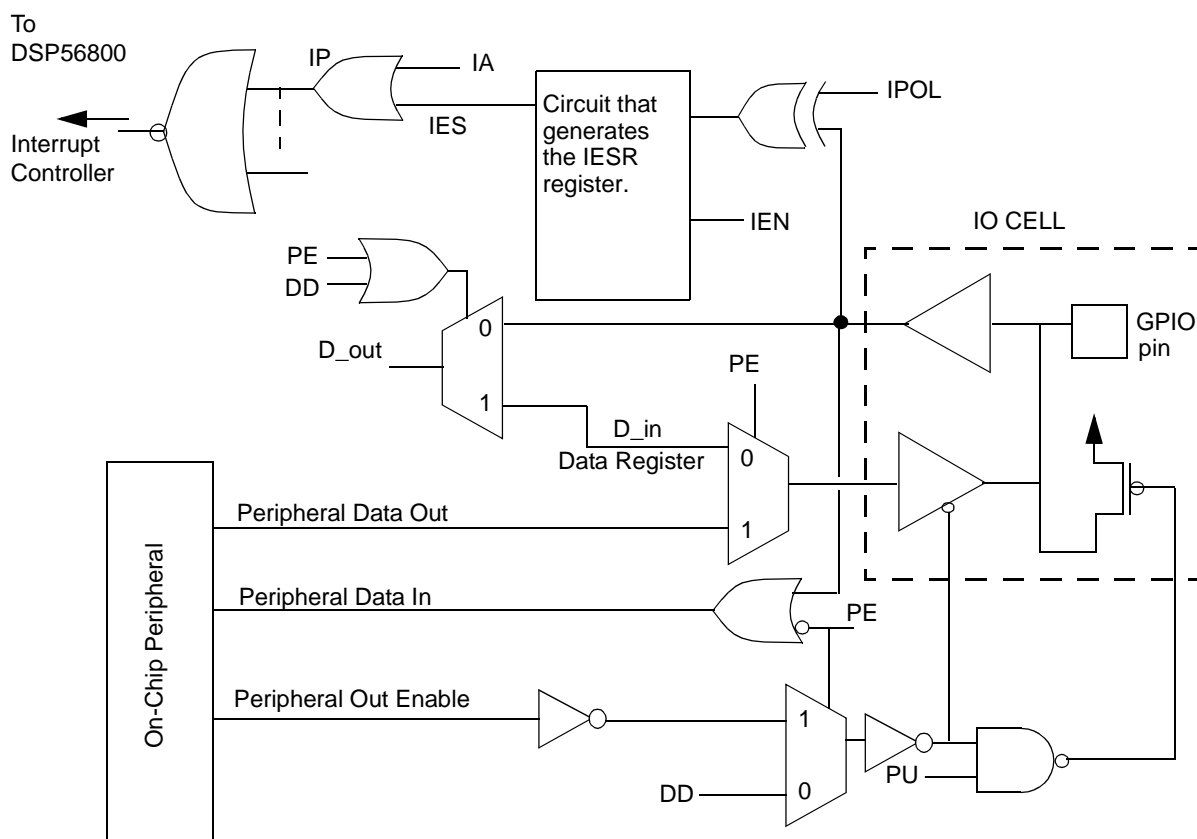 To
DSP56800
Interrupt
Controller
IP
IA
IES
Circuit that
generates
the IESR
register.
IPOL
IEN
IO CELL
PE
DD
0
1
D_out
GPIO
pin
PE
D_in
Data Register
0
1
On-Chip Peripheral
Peripheral Data Out
Peripheral Data In
PE
Peripheral Out Enable
1
0
DD
PU